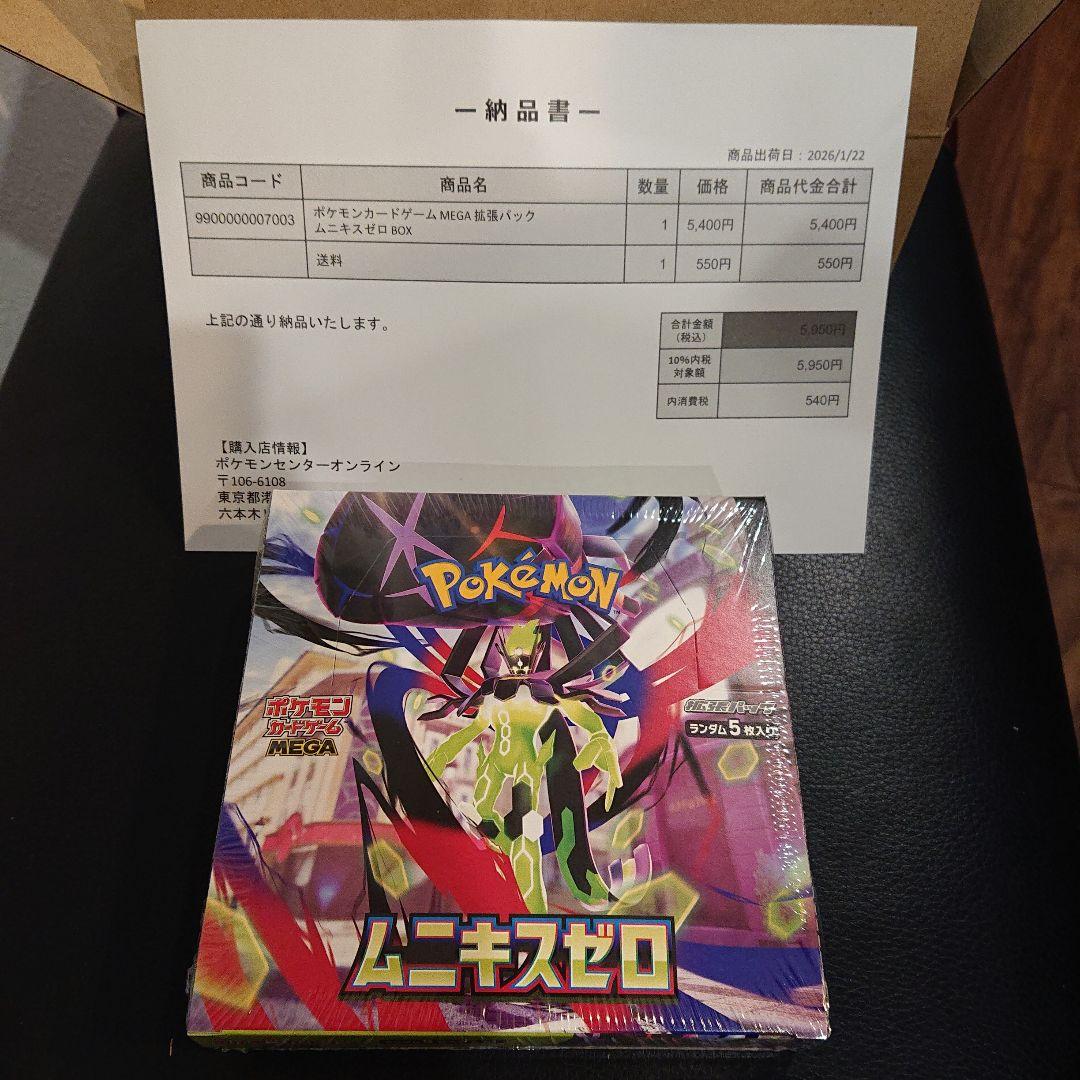 ー納品書ー
商品出荷日：2026/1/22
商品コード 商品名 数量 価格 商品代金合計
9900000007003 ポケモンカードゲーム MEGA 拡張パック
ムニキスゼロ BOX 1 5,400円 5,400円
送料 1 550円 550円
上記の通り納品いたします。
合計金額
（税込） 5,950円
10%内税
対象額 5,950円
内消費税 540円
【購入店情報】
ポケモンセンターオンライン
〒106-6108
東京都港
六本木
POKÉMON
ポケモン
カードゲーム
MEGA
拡張パック
ランダム5枚入り
ムニキスゼロ